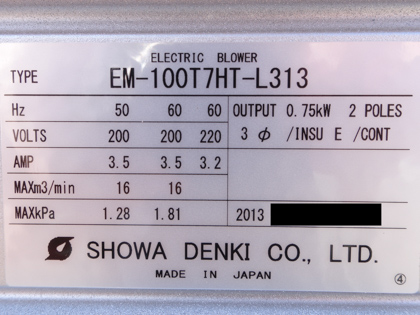 ELECTRIC BLOWER
TYPE EM-100T7HT-L313
Hz 50 60 60 OUTPUT 0.75kW 2 POLES
VOLTS 200 200 220 3 φ /INSU E /CONT
AMP 3.5 3.5 3.2
MAXm3/min 16 16
MAXkPa 1.28 1.81 2013
SHOWA DENKI CO., LTD.
MADE IN JAPAN
④